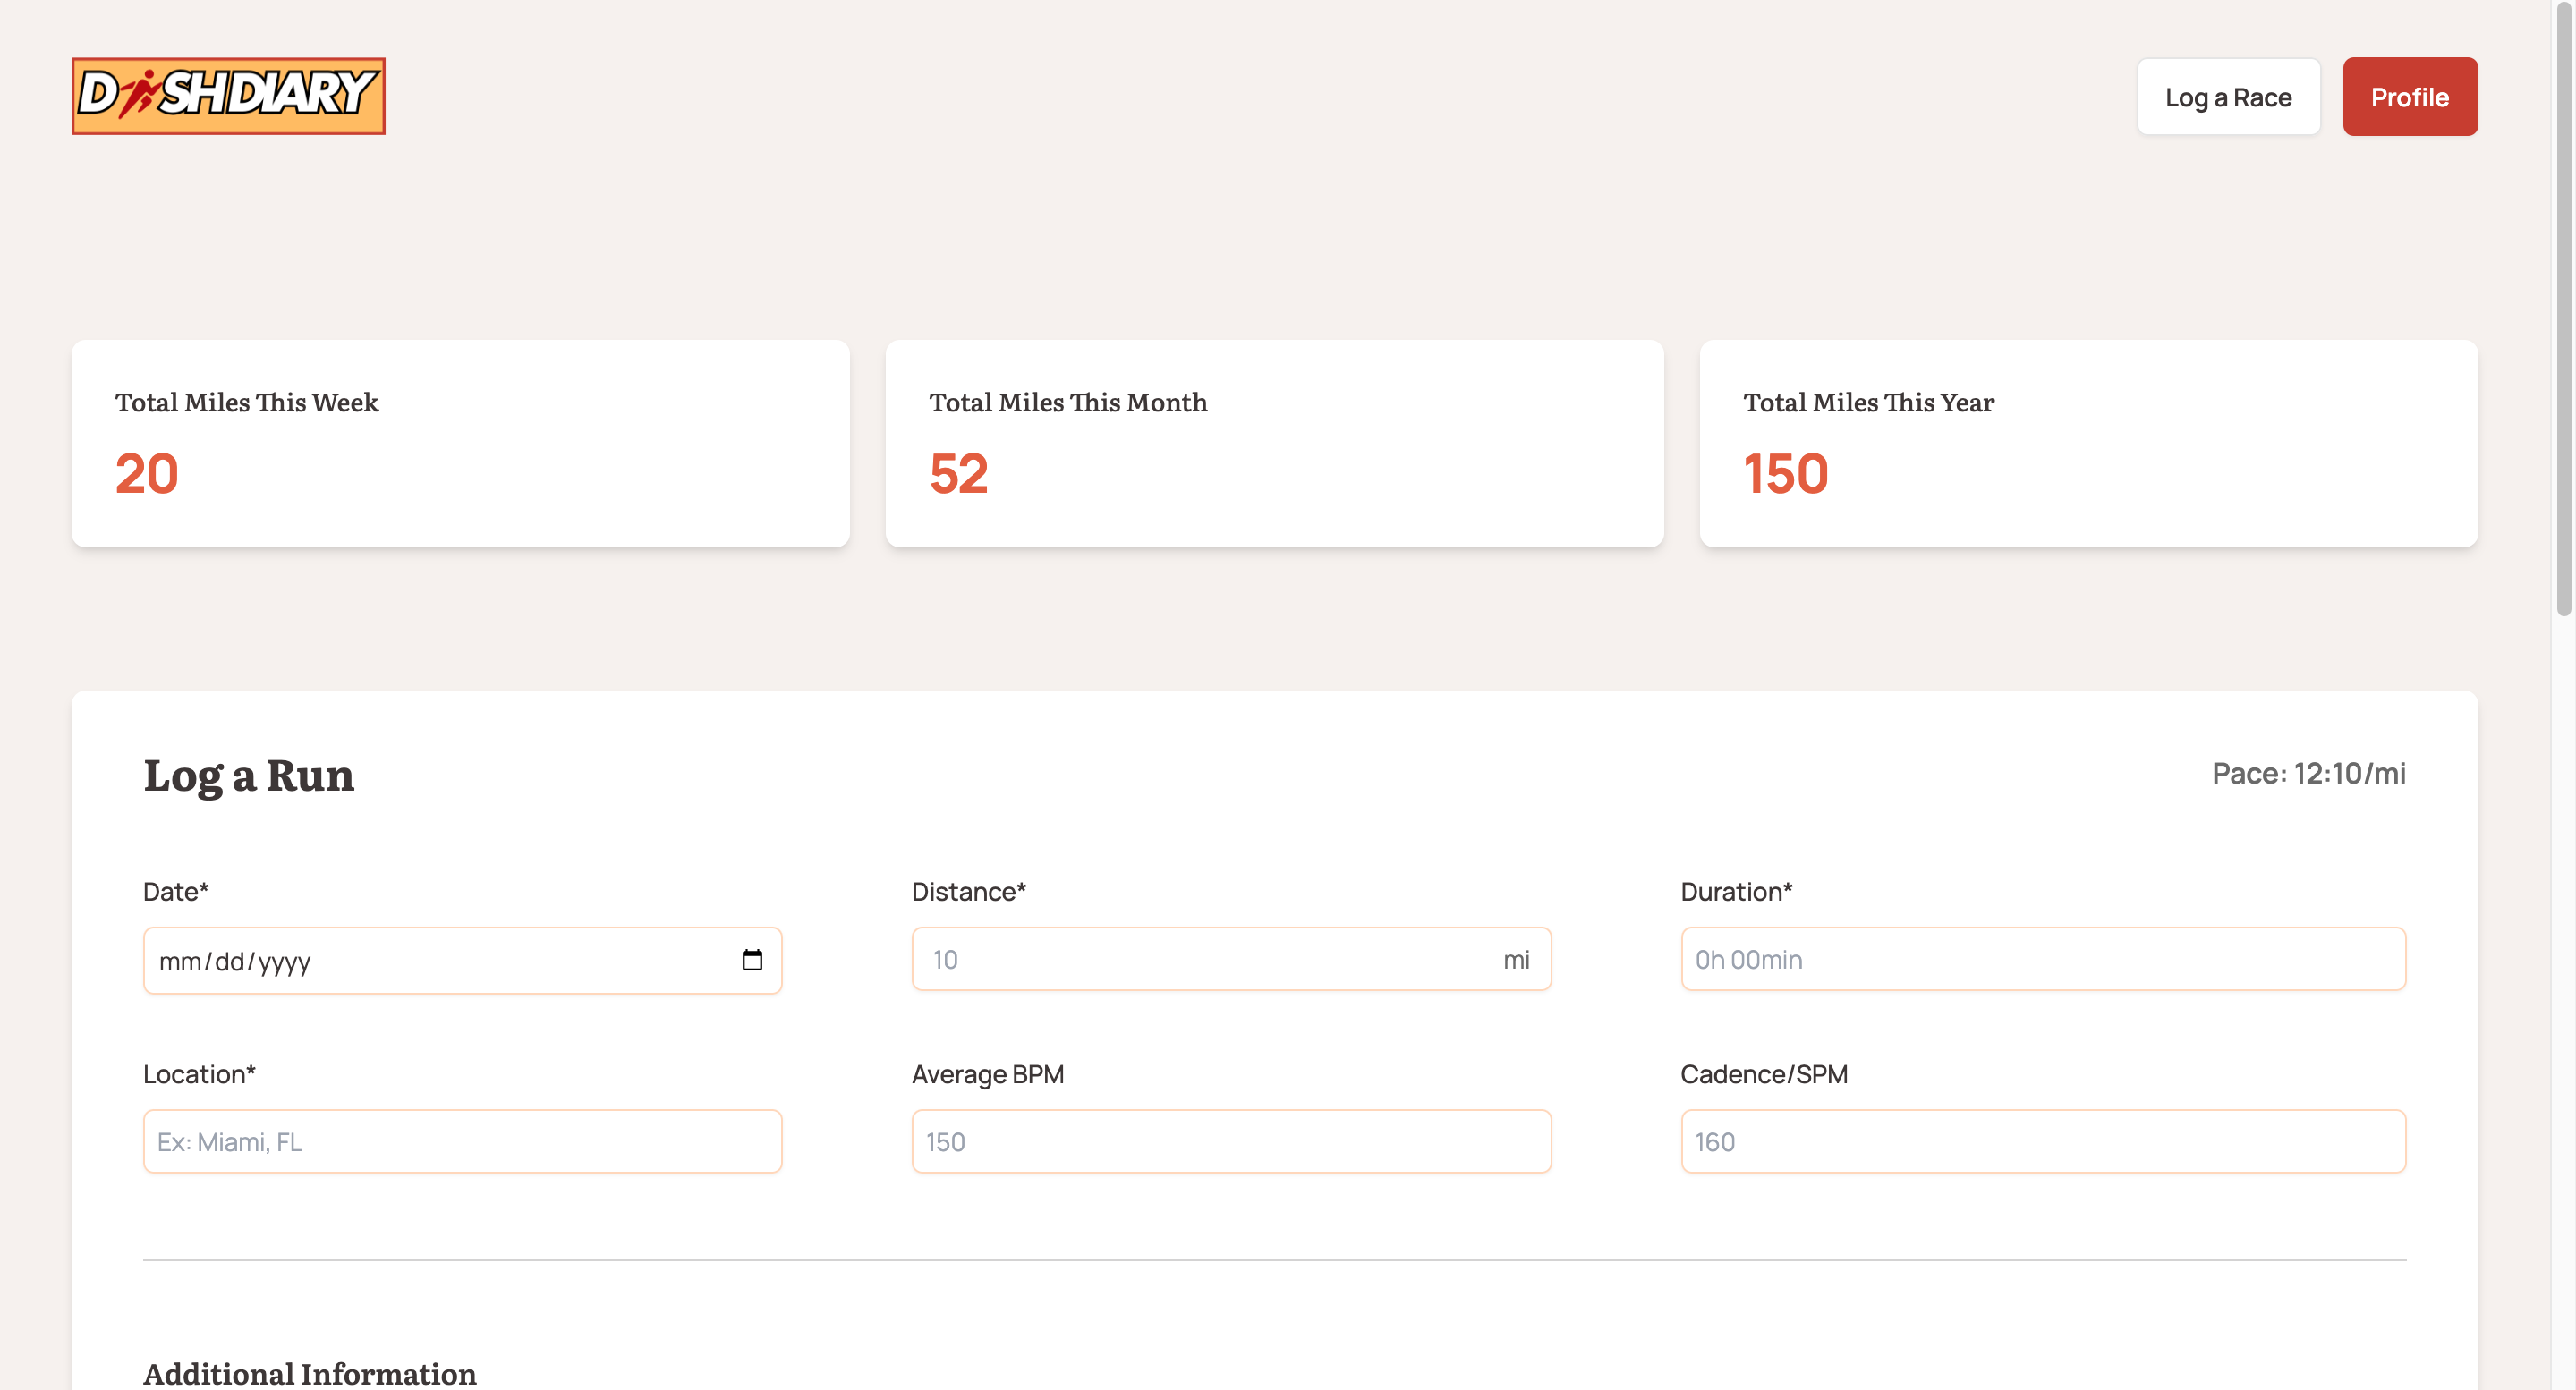 DASHDIARY
Log a Race
Profile
Total Miles This Week
20
Total Miles This Month
52
Total Miles This Year
150
Log a Run
Pace: 12:10/mi
Date*
Distance*
Duration*
mm/dd/yyyy
10 mi
0h 00min
Location*
Average BPM
Cadence/SPM
Ex: Miami, FL
150
160
Additional Information